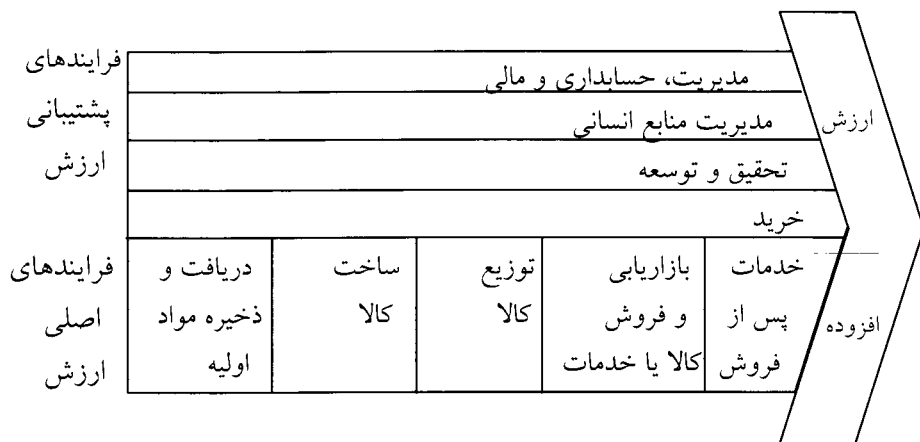 فرایندهای
پشتیبانی
ارزش
مدیریت، حسابداری و مالی
مدیریت منابع انسانی
تحقیق و توسعه
خرید
ارزش
افزوده
فرایندهای
اصلی
ارزش
دریافت و
ذخیره مواد
اولیه
ساخت
کالا
توزیع
کالا
بازاریابی
و فروش
کالا یا خدمات
خدمات
پس از
فروش